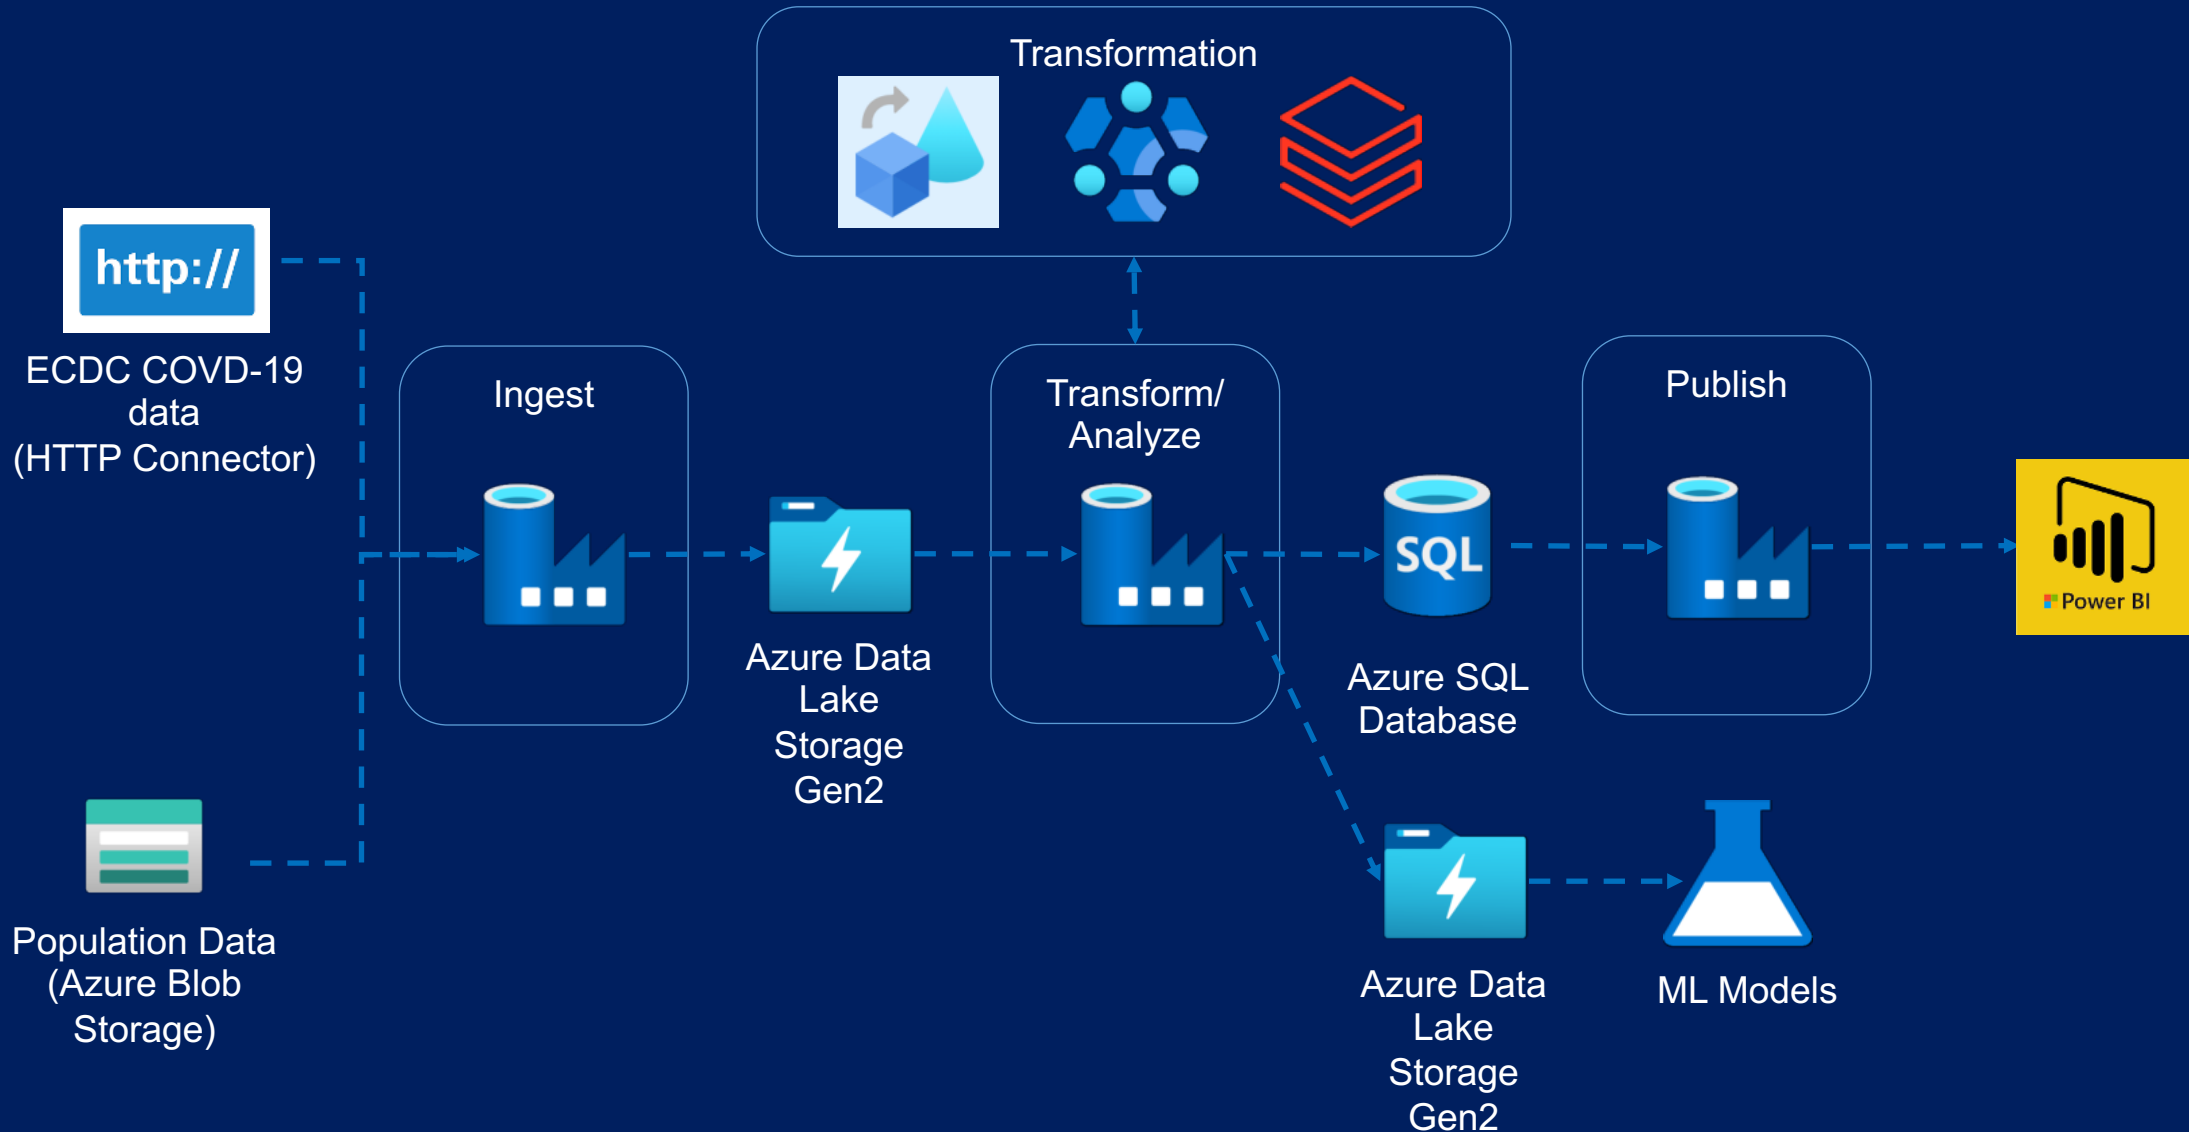 Transformation
http://
ECDC COVD-19
data
(HTTP Connector)
Ingest
Transform/
Analyze
Publish
SQL
Power BI
Azure Data
Lake
Storage
Gen2
Azure SQL
Database
Population Data
(Azure Blob
Storage)
Azure Data
Lake
Storage
Gen2
ML Models